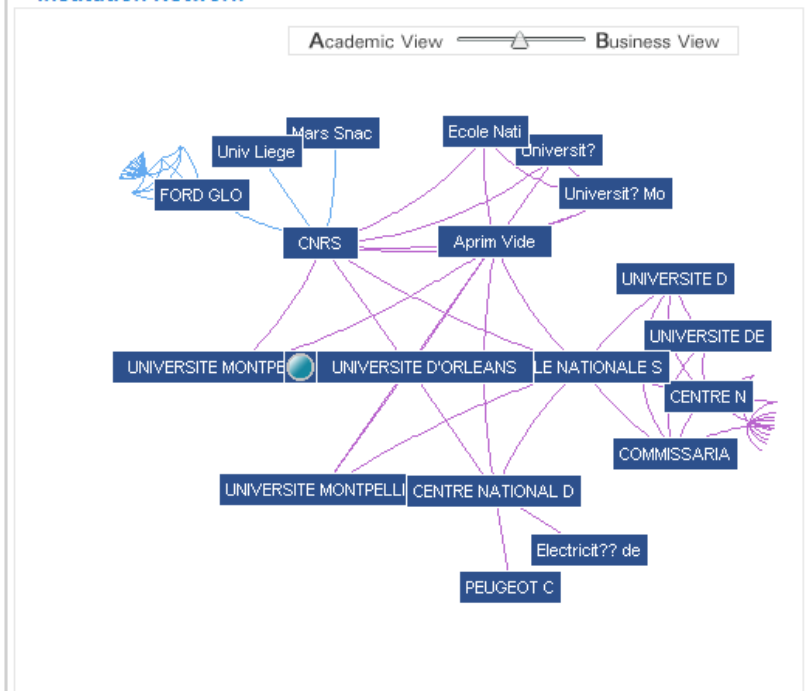 Academic View Business View
Mars Snac
Ecole Nati
Univ Liege
Universit?
FORD GLO
Universit? Mo
CNRS
Aprim Vide
UNIVERSITE D
UNIVERSITE DE
UNIVERSITE MONTPE
UNIVERSITE D'ORLEANS
LE NATIONALE S
CENTRE N
COMMISSARIA
UNIVERSITE MONTPELLI
CENTRE NATIONAL D
Electricit?? de
PEUGEOT C